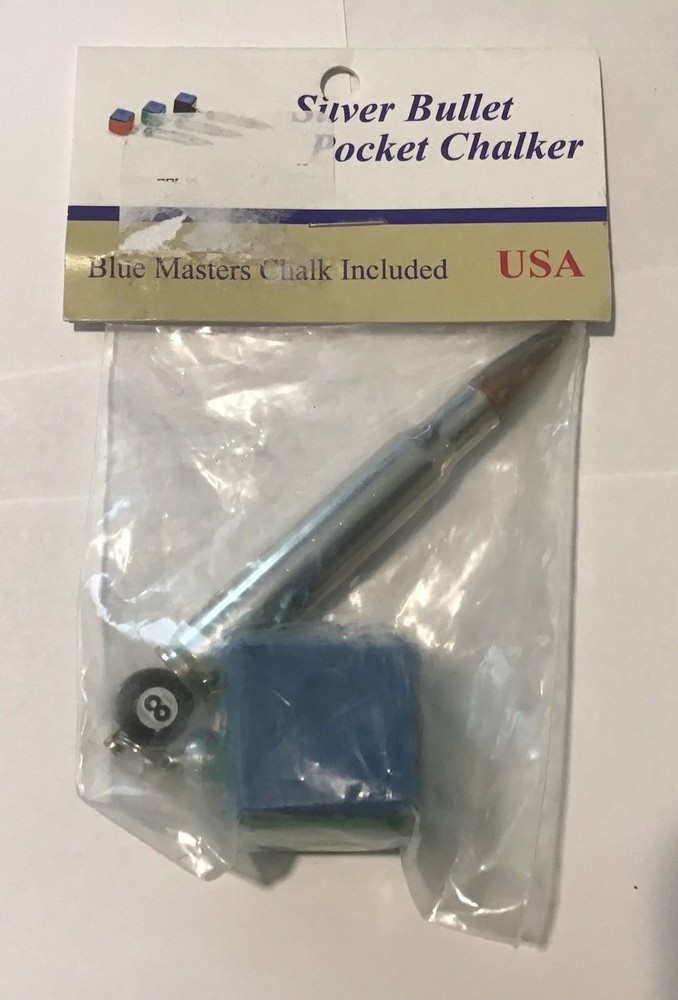 Silver Bullet
Pocket Chalker
Blue Masters Chalk Included
USA
8